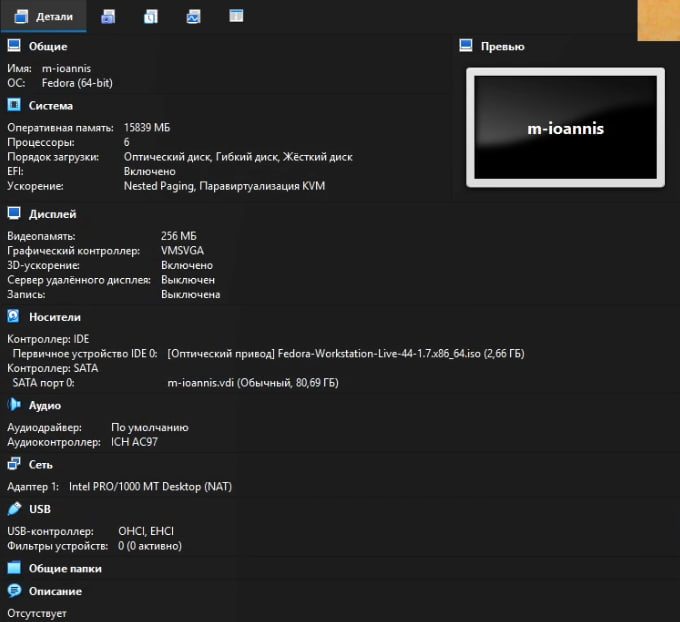 Детали
Общие
Имя: m-ioannis
ОС: Fedora (64-bit)
Превью
m-ioannis
Система
Оперативная память: 15839 МБ
Процессоры: 6
Порядок загрузки: Оптический диск, Гибкий диск, Жёсткий диск
EFI: Включено
Ускорение: Nested Paging, Паравиртуализация KVM
Дисплей
Видеопамять: 256 МБ
Графический контроллер: VMSVGA
3D-ускорение: Включено
Сервер удалённого дисплея: Выключен
Запись: Выключена
Носители
Контроллер: IDE
Первичное устройство IDE 0: [Оптический привод] Fedora-Workstation-Live-44-1.7.x86_64.iso (2,66 ГБ)
Контроллер: SATA
SATA порт 0: m-ioannis.vdi (Обычный, 80,69 ГБ)
Аудио
Аудиодрайвер: По умолчанию
Аудиоконтроллер: ICH AC97
Сеть
Адаптер 1: Intel PRO/1000 MT Desktop (NAT)
USB
USB-контроллер: OHCI, EHCI
Фильтры устройств: 0 (0 активно)
Общие папки
Описание
Отсутствует